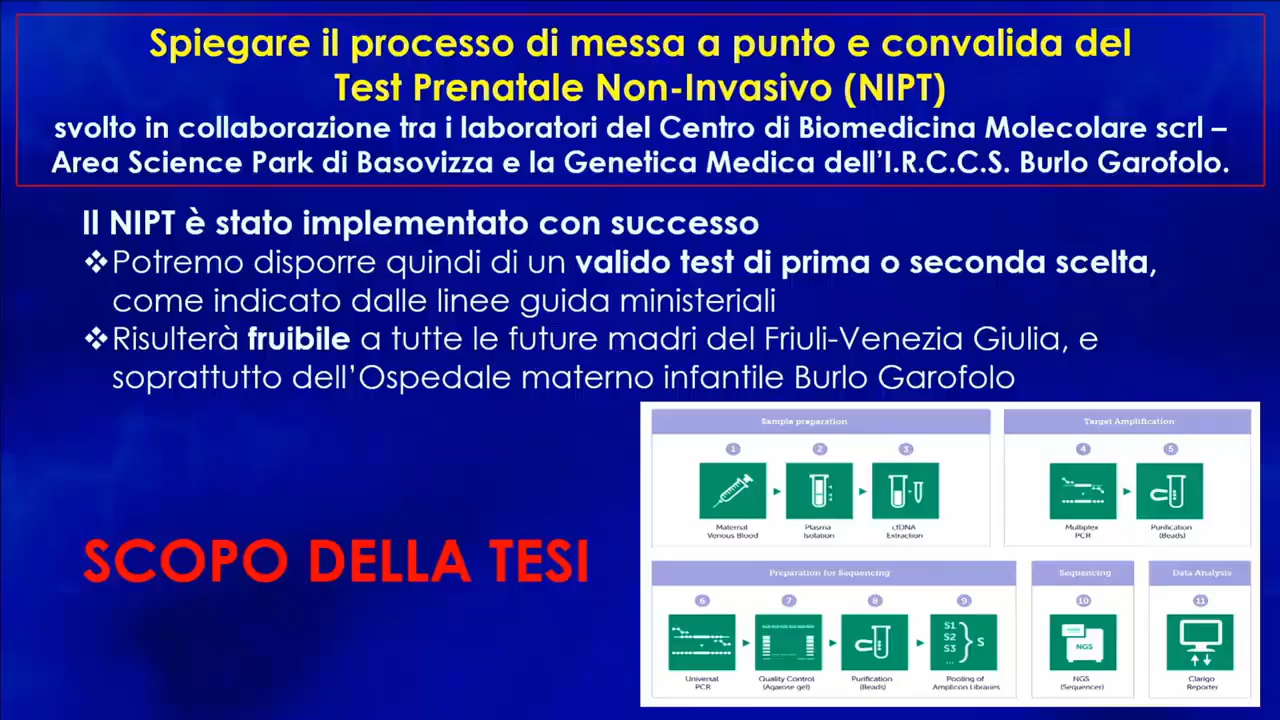 Spiegare il processo di messa a punto e convalida del
Test Prenatale Non-Invasivo (NIPT)
svolto in collaborazione tra i laboratori del Centro di Biomedicina Molecolare scrl –
Area Science Park di Basovizza e la Genetica Medica dell’I.R.C.C.S. Burlo Garofolo.
Il NIPT è stato implementato con successo
❖Potremo disporre quindi di un valido test di prima o seconda scelta,
come indicato dalle linee guida ministeriali
❖Risulterà fruibile a tutte le future madri del Friuli-Venezia Giulia, e
soprattutto dell’Ospedale materno infantile Burlo Garofolo
SCOPO DELLA TESI
Sample preparation
1 2 3
Maternal Venous Blood
Plasma Isolation
cfDNA Extraction
Target Amplification
4 5
Multiplex PCR
Purification (Beads)
Preparation for Sequencing
6 7 8 9
S1
S2
S3
...
S
Universal PCR
Quality Control (Agarose gel)
Purification (Beads)
Pooling of Amplicon Libraries
Sequencing
10
NGS
NGS (Sequencer)
Data Analysis
11
Clarigo Reporter